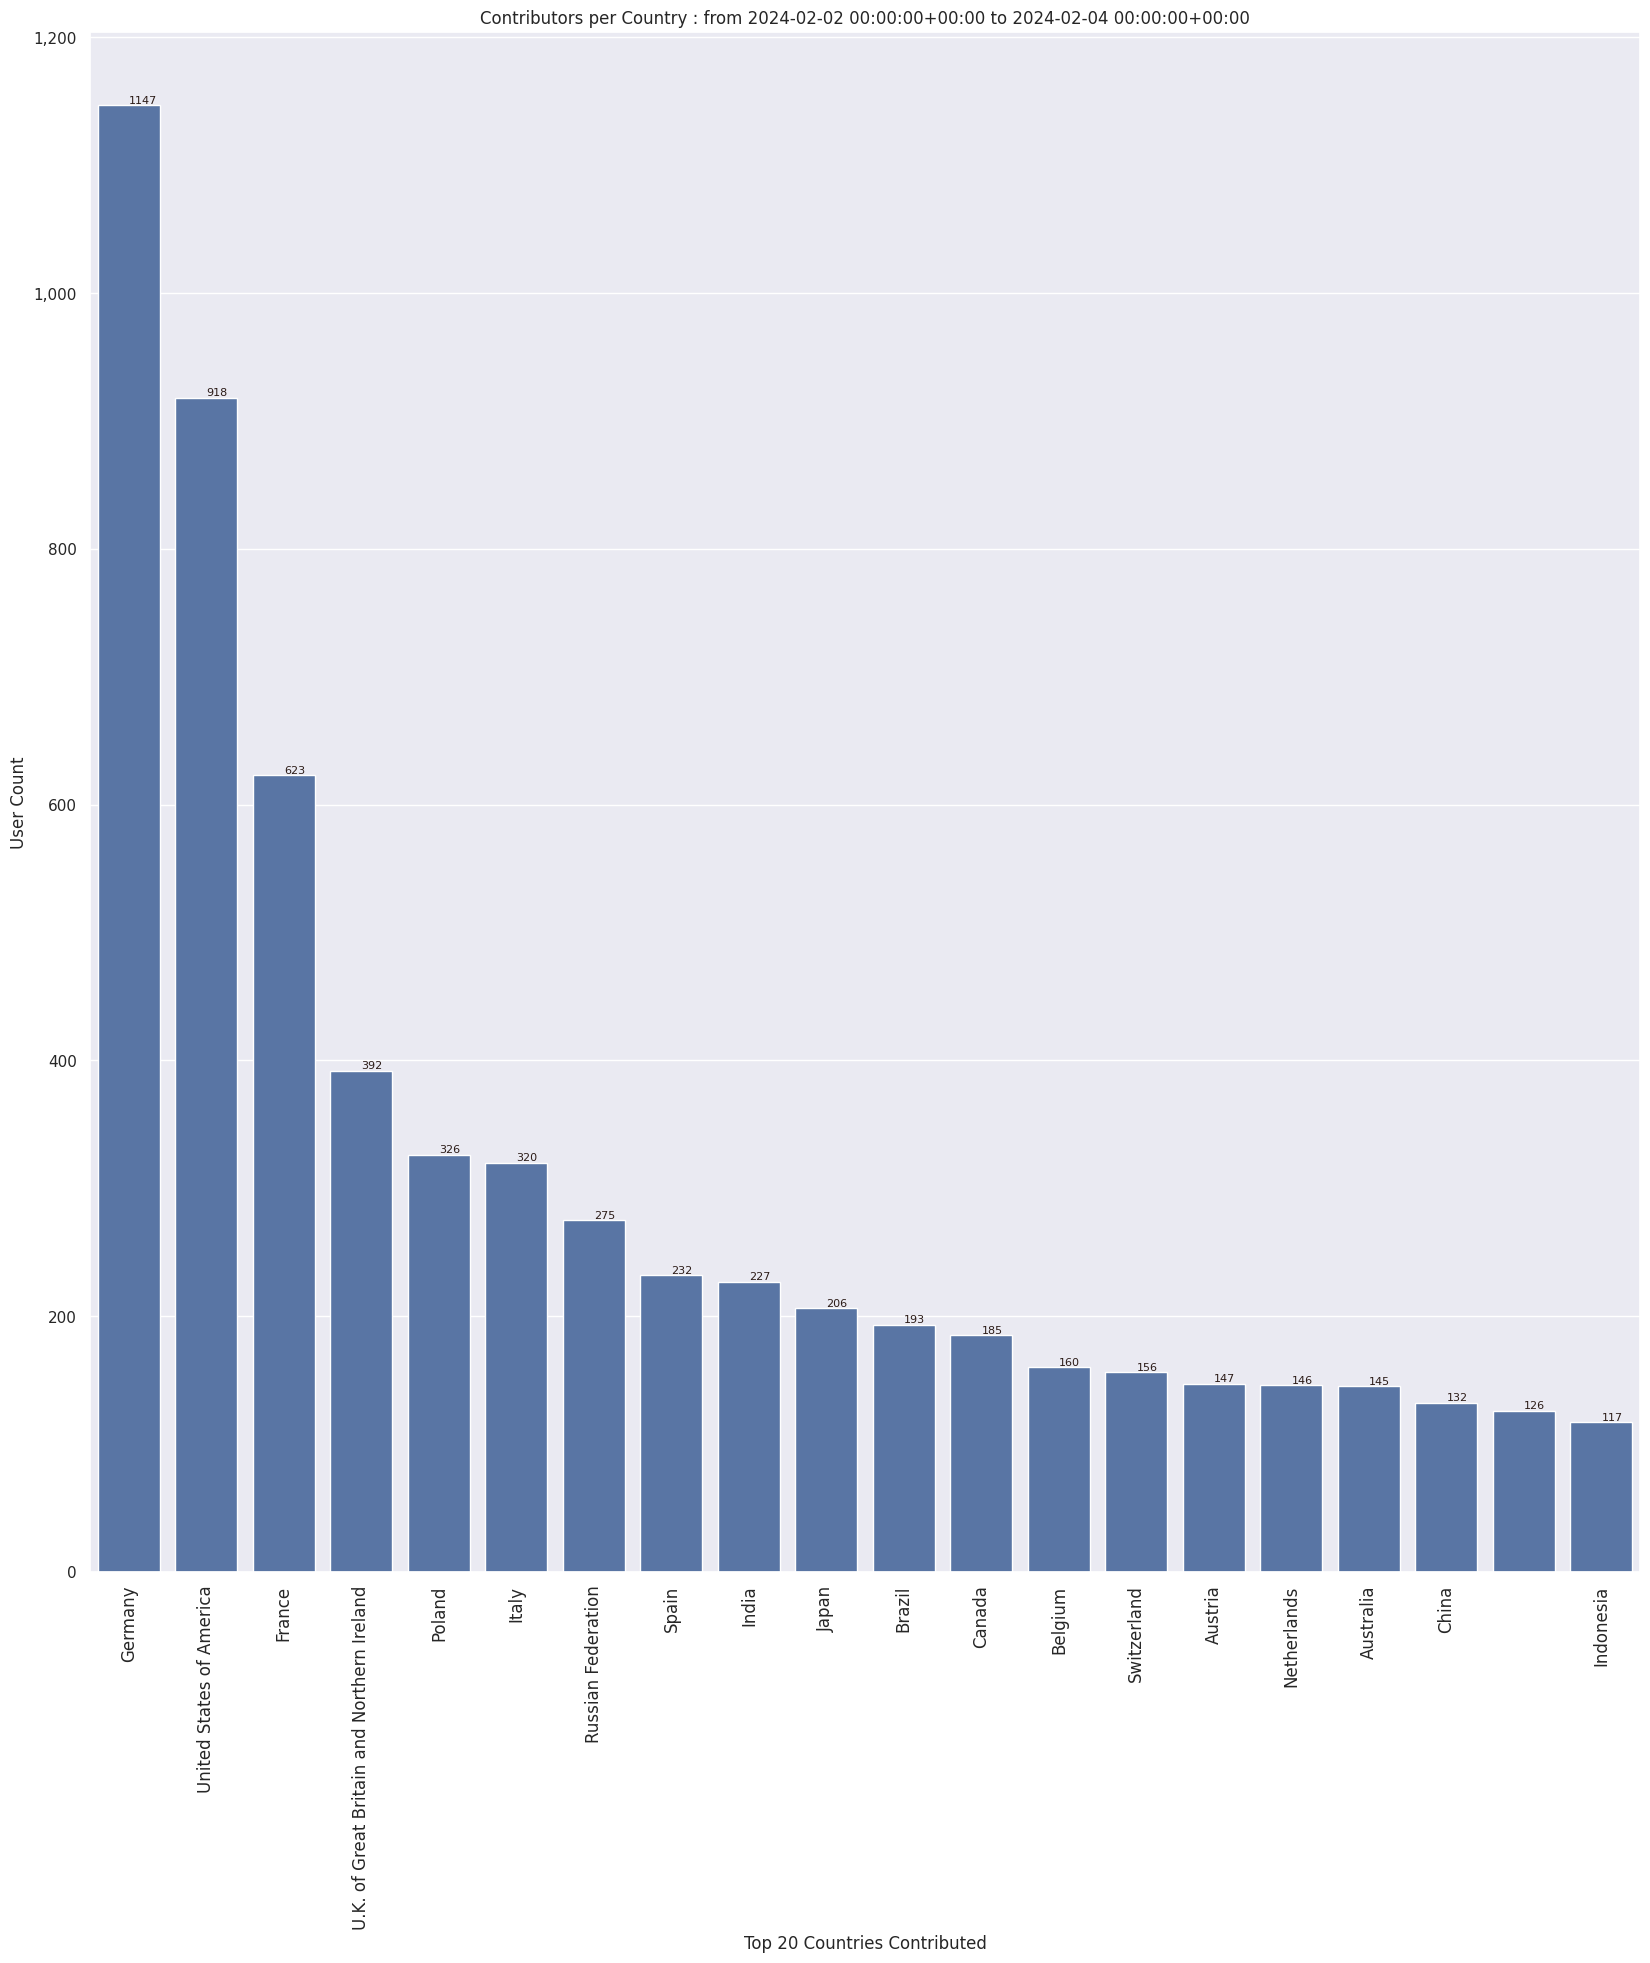 Contributors per Country : from 2024-02-02 00:00:00+00:00 to 2024-02-04 00:00:00+00:00
User Count
1,200
1,000
800
600
400
200
0
1147
918
623
392
326
320
275
232
227
206
193
185
160
156
147
146
145
132
126
117
Germany
United States of America
France
U.K. of Great Britain and Northern Ireland
Poland
Italy
Russian Federation
Spain
India
Japan
Brazil
Canada
Belgium
Switzerland
Austria
Netherlands
Australia
China
Indonesia
Top 20 Countries Contributed